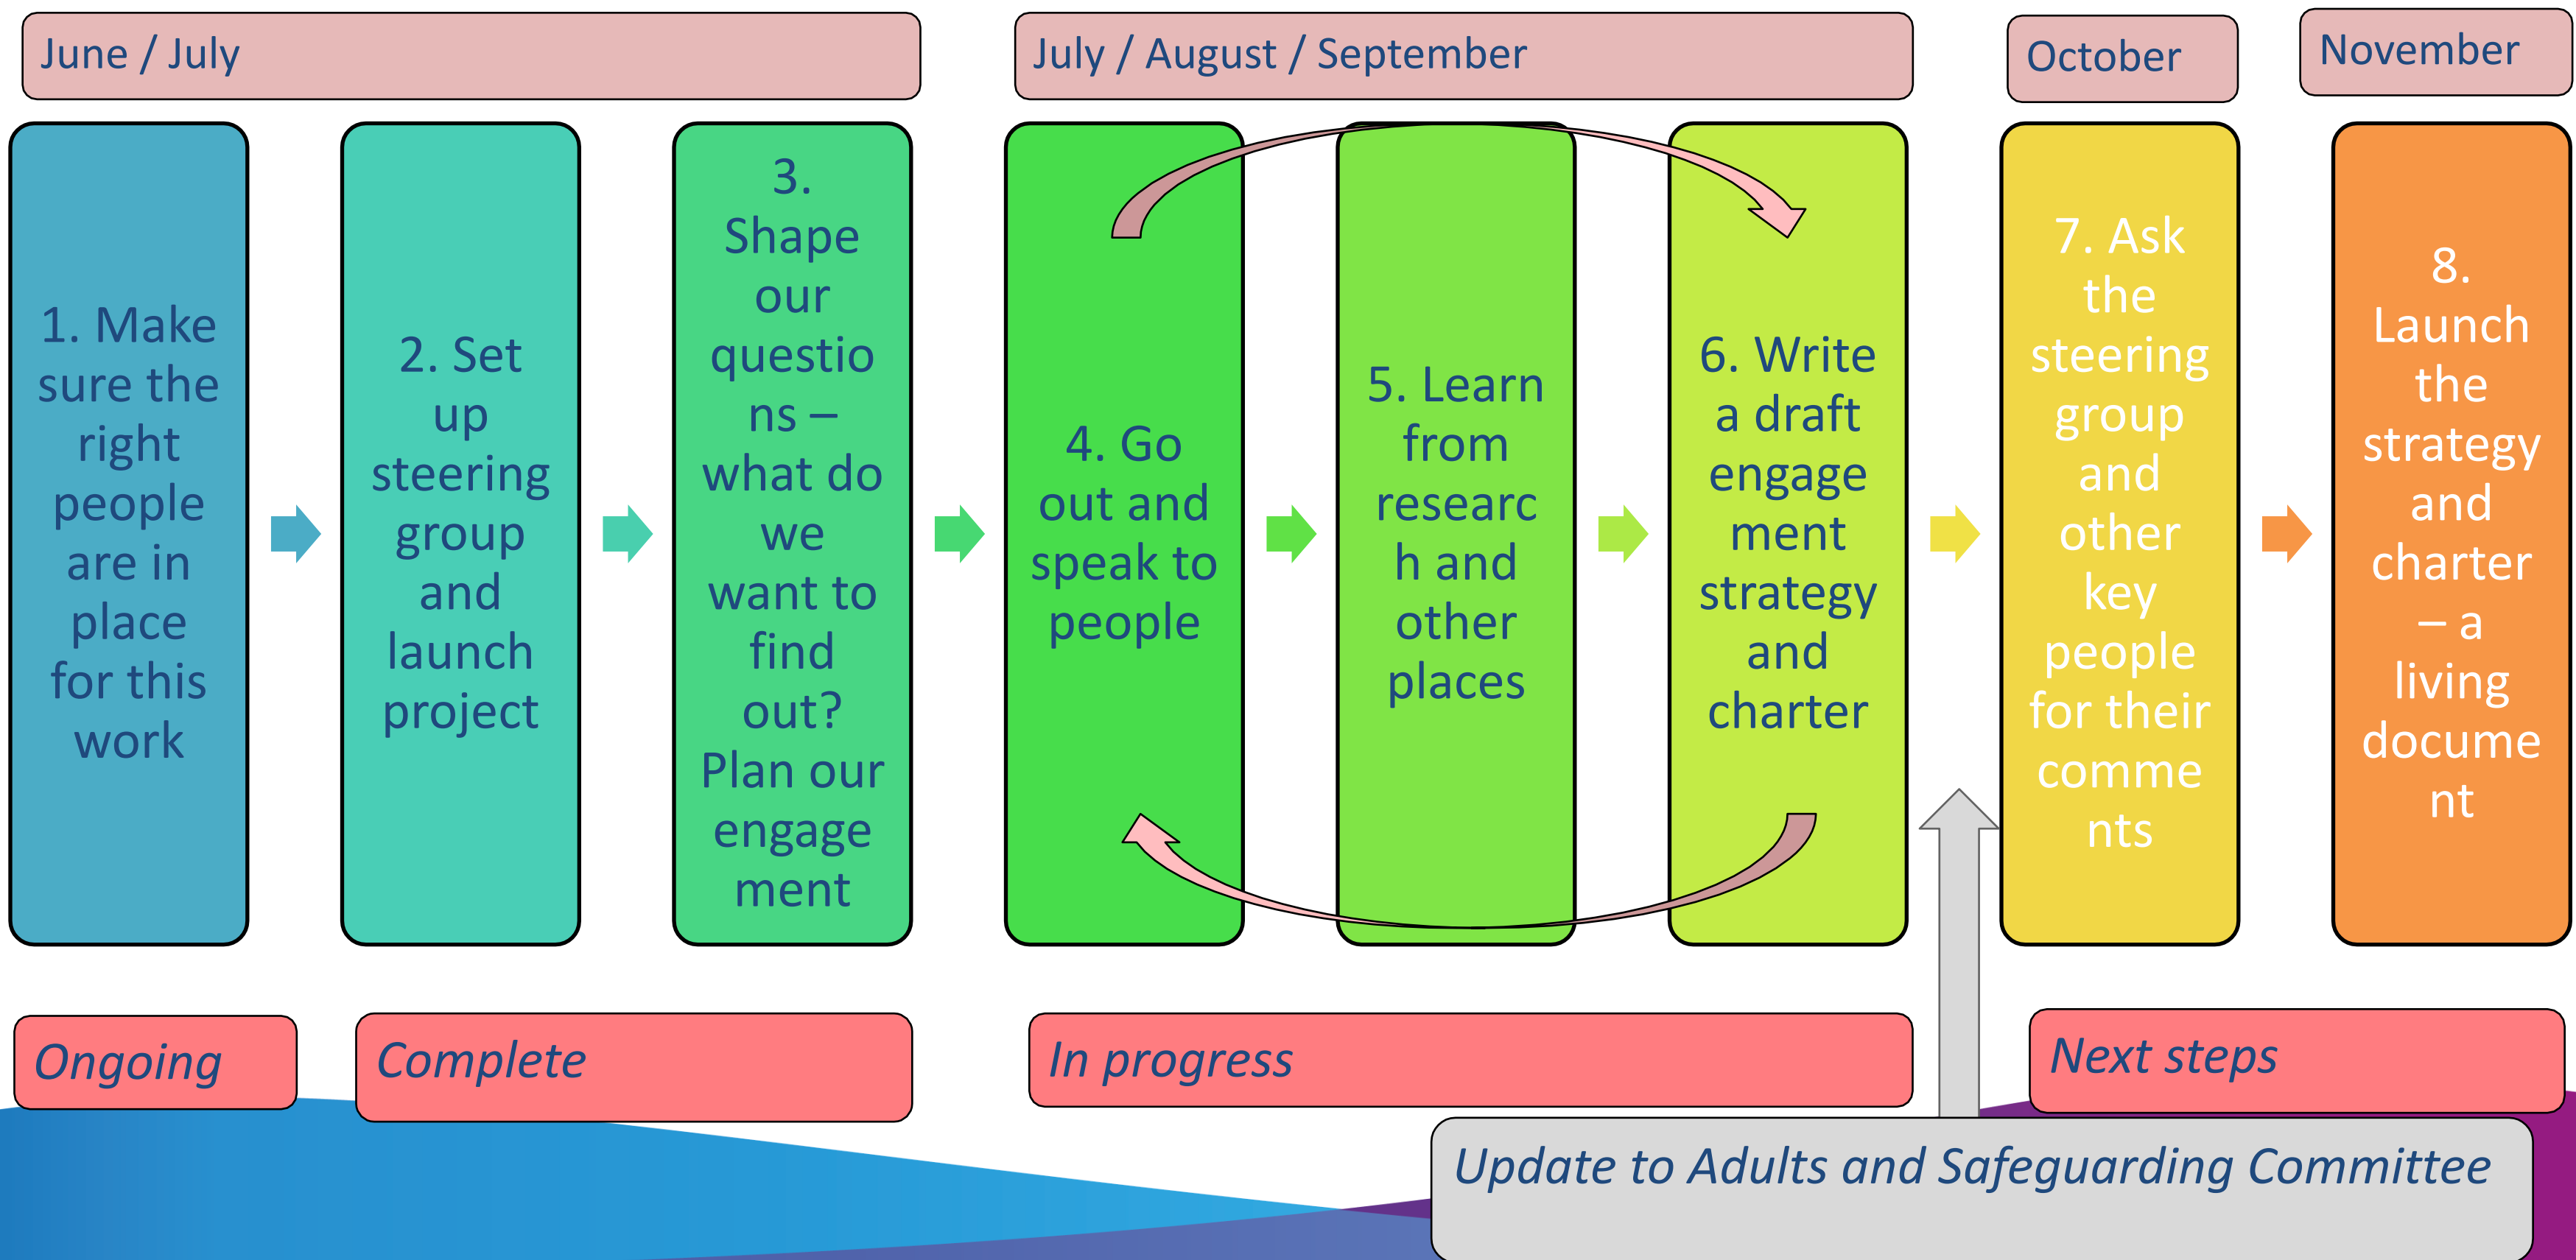 June / July
July / August / September
October
November
1. Make
sure the
right
people
are in
place
for this
work
2. Set
up
steering
group
and
launch
project
3.
Shape
our
questio
ns –
what do
we
want to
find
out?
Plan our
engage
ment
4. Go
out and
speak to
people
5. Learn
from
researc
h and
other
places
6. Write
a draft
engage
ment
strategy
and
charter
7. Ask
the
steering
group
and
other
key
people
for their
comme
nts
8.
Launch
the
strategy
and
charter
– a
living
docume
nt
Ongoing
Complete
In progress
Next steps
Update to Adults and Safeguarding Committee